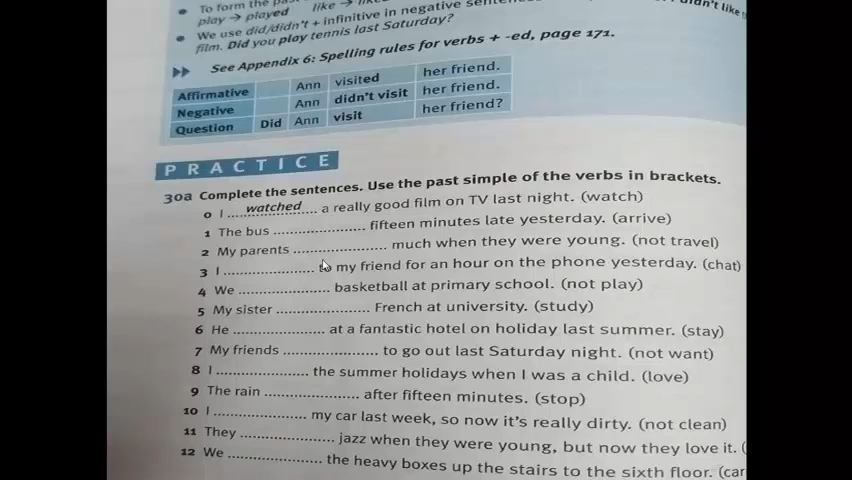 To form the
play → played like →
We use did/didn't + infinitive in negative
film. Did you play tennis last Saturday?
See Appendix 6: Spelling rules for verbs + -ed, page 171.
Affirmative Ann visited her friend.
Negative Ann didn't visit her friend.
Question Did Ann visit her friend?
PRACTICE
30a Complete the sentences. Use the past simple of the verbs in brackets.
0 I watched a really good film on TV last night. (watch)
1 The bus .................... fifteen minutes late yesterday. (arrive)
2 My parents .................... much when they were young. (not travel)
3 I .................... to my friend for an hour on the phone yesterday. (chat)
4 We .................... basketball at primary school. (not play)
5 My sister .................... French at university. (study)
6 He .................... at a fantastic hotel on holiday last summer. (stay)
7 My friends .................... to go out last Saturday night. (not want)
8 I .................... the summer holidays when I was a child. (love)
9 The rain .................... after fifteen minutes. (stop)
10 I .................... my car last week, so now it's really dirty. (not clean)
11 They .................... jazz when they were young, but now they love it. (
12 We .................... the heavy boxes up the stairs to the sixth floor. (car